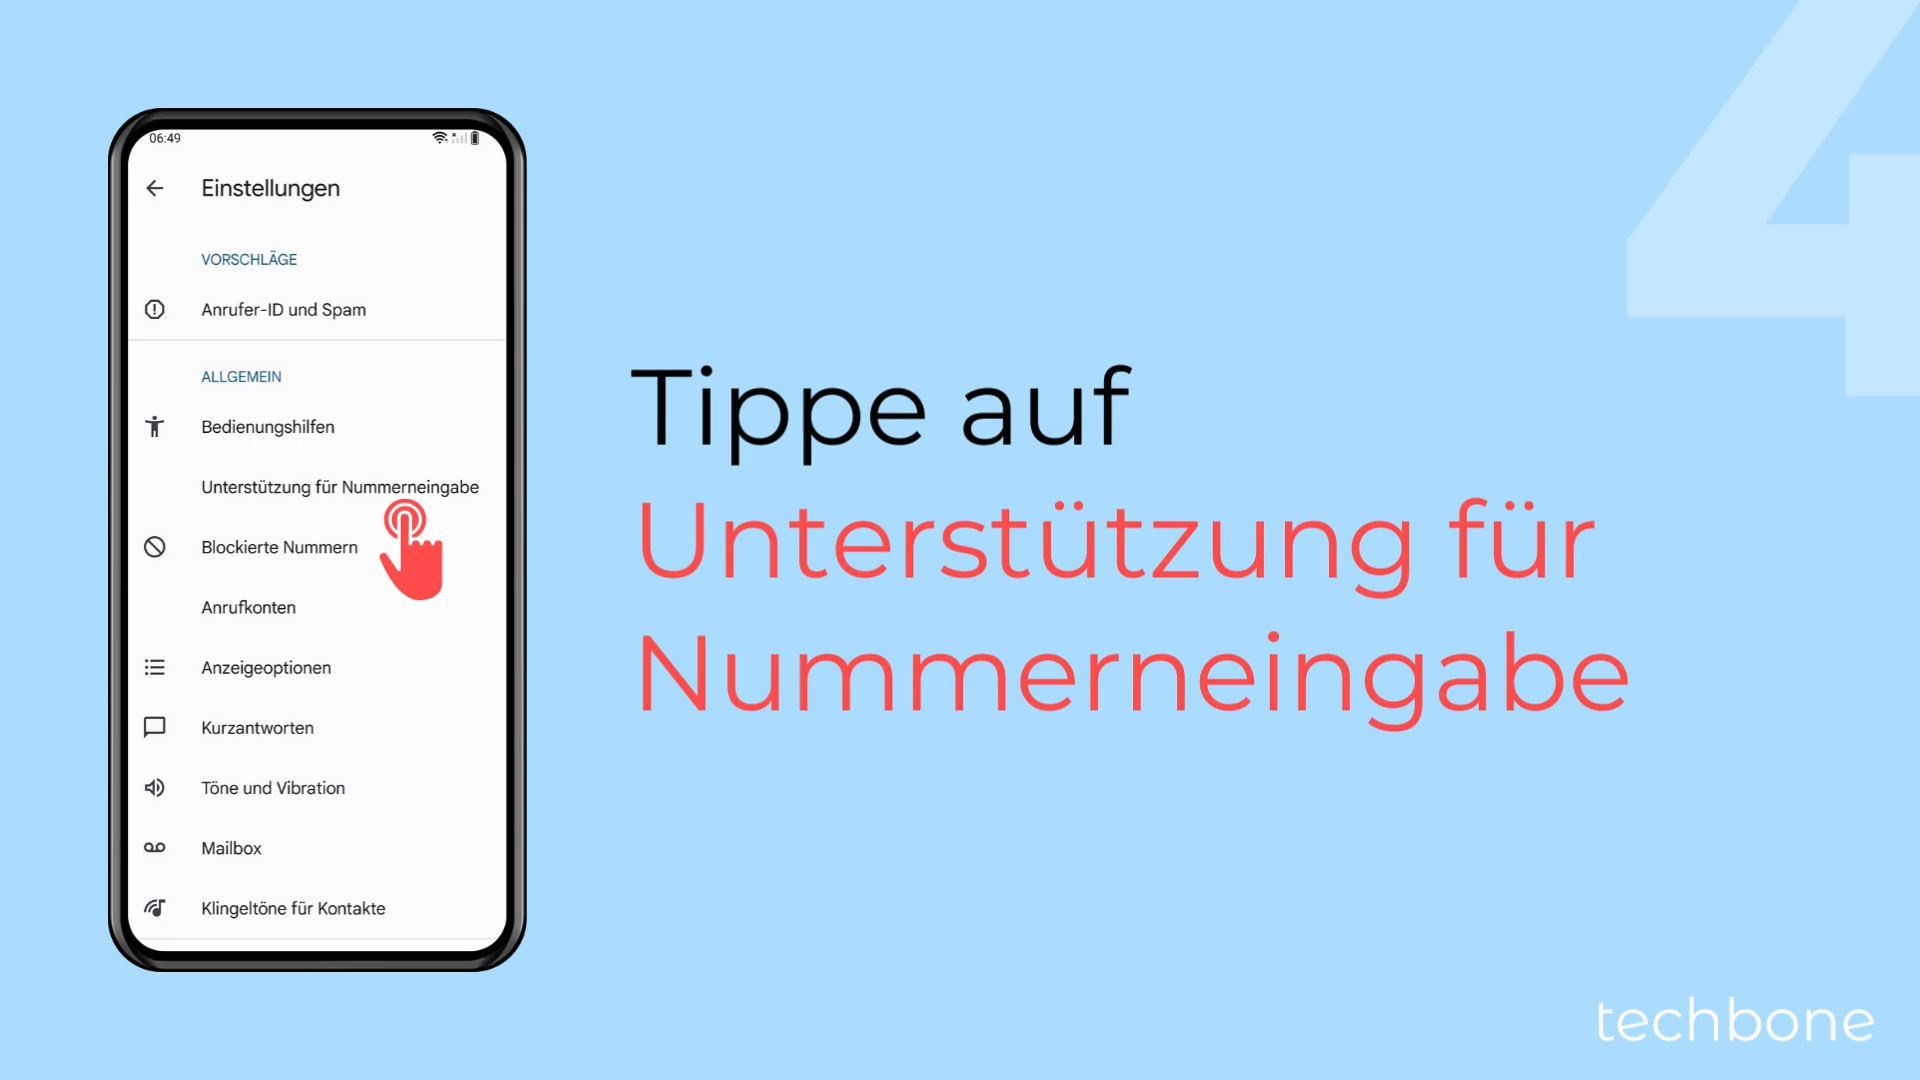 06:49
Einstellungen
VORSCHLÄGE
Anrufer-ID und Spam
ALLGEMEIN
Bedienungshilfen
Unterstützung für Nummerneingabe
Blockierte Nummern
Anrufkonten
Anzeigeoptionen
Kurzantworten
Töne und Vibration
Mailbox
Klingeltöne für Kontakte
4
Tippe auf
Unterstützung für
Nummerneingabe
techbone